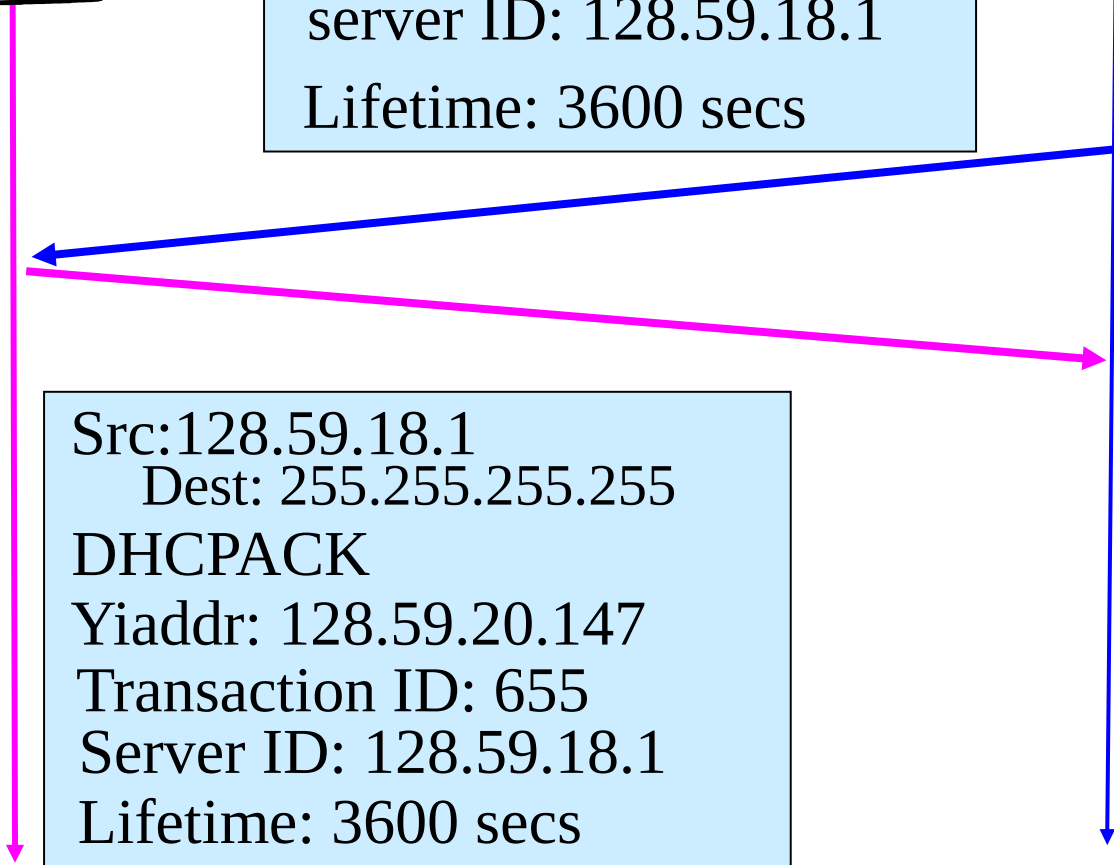 server ID: 128.59.18.1
Lifetime: 3600 secs
Src:128.59.18.1
Dest: 255.255.255.255
DHCPACK
Yiaddr: 128.59.20.147
Transaction ID: 655
Server ID: 128.59.18.1
Lifetime: 3600 secs